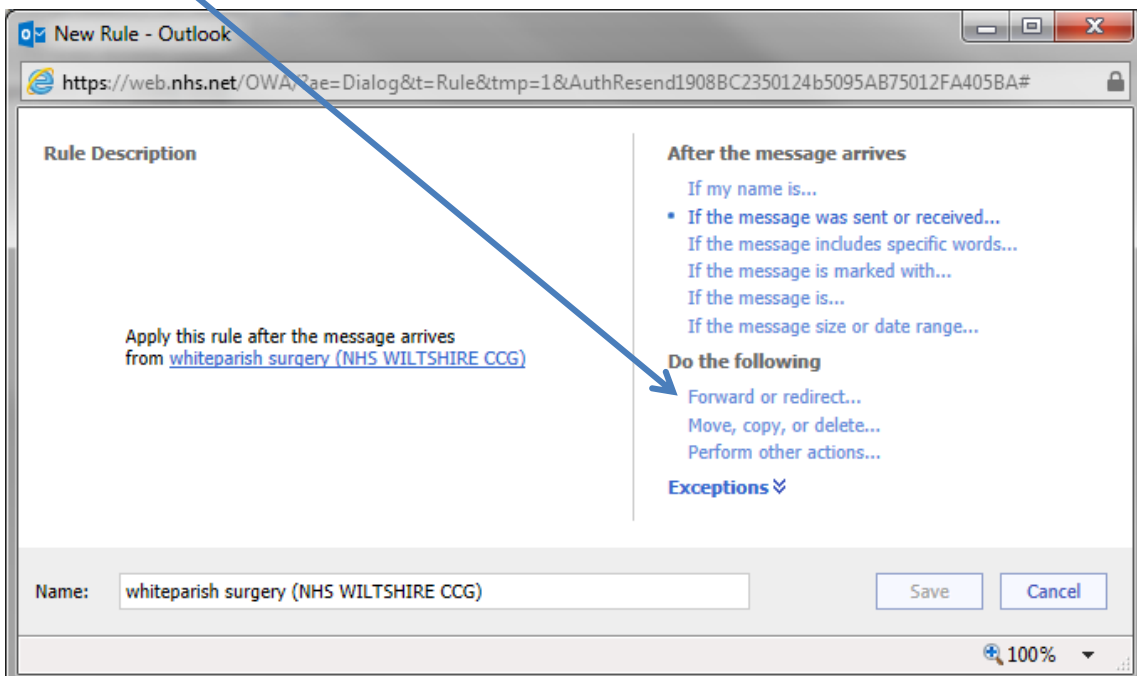 New Rule - Outlook
https://web.nhs.net/OWA/?ae=Dialog&t=Rule&tmp=1&AuthResend1908BC2350124b5095AB75012FA405BA#
Rule Description
Apply this rule after the message arrives
from whiteparish surgery (NHS WILTSHIRE CCG)
After the message arrives
If my name is...
• If the message was sent or received...
If the message includes specific words...
If the message is marked with...
If the message is...
If the message size or date range...
Do the following
Forward or redirect...
Move, copy, or delete...
Perform other actions...
Exceptions
Name: whiteparish surgery (NHS WILTSHIRE CCG) Save Cancel
100%